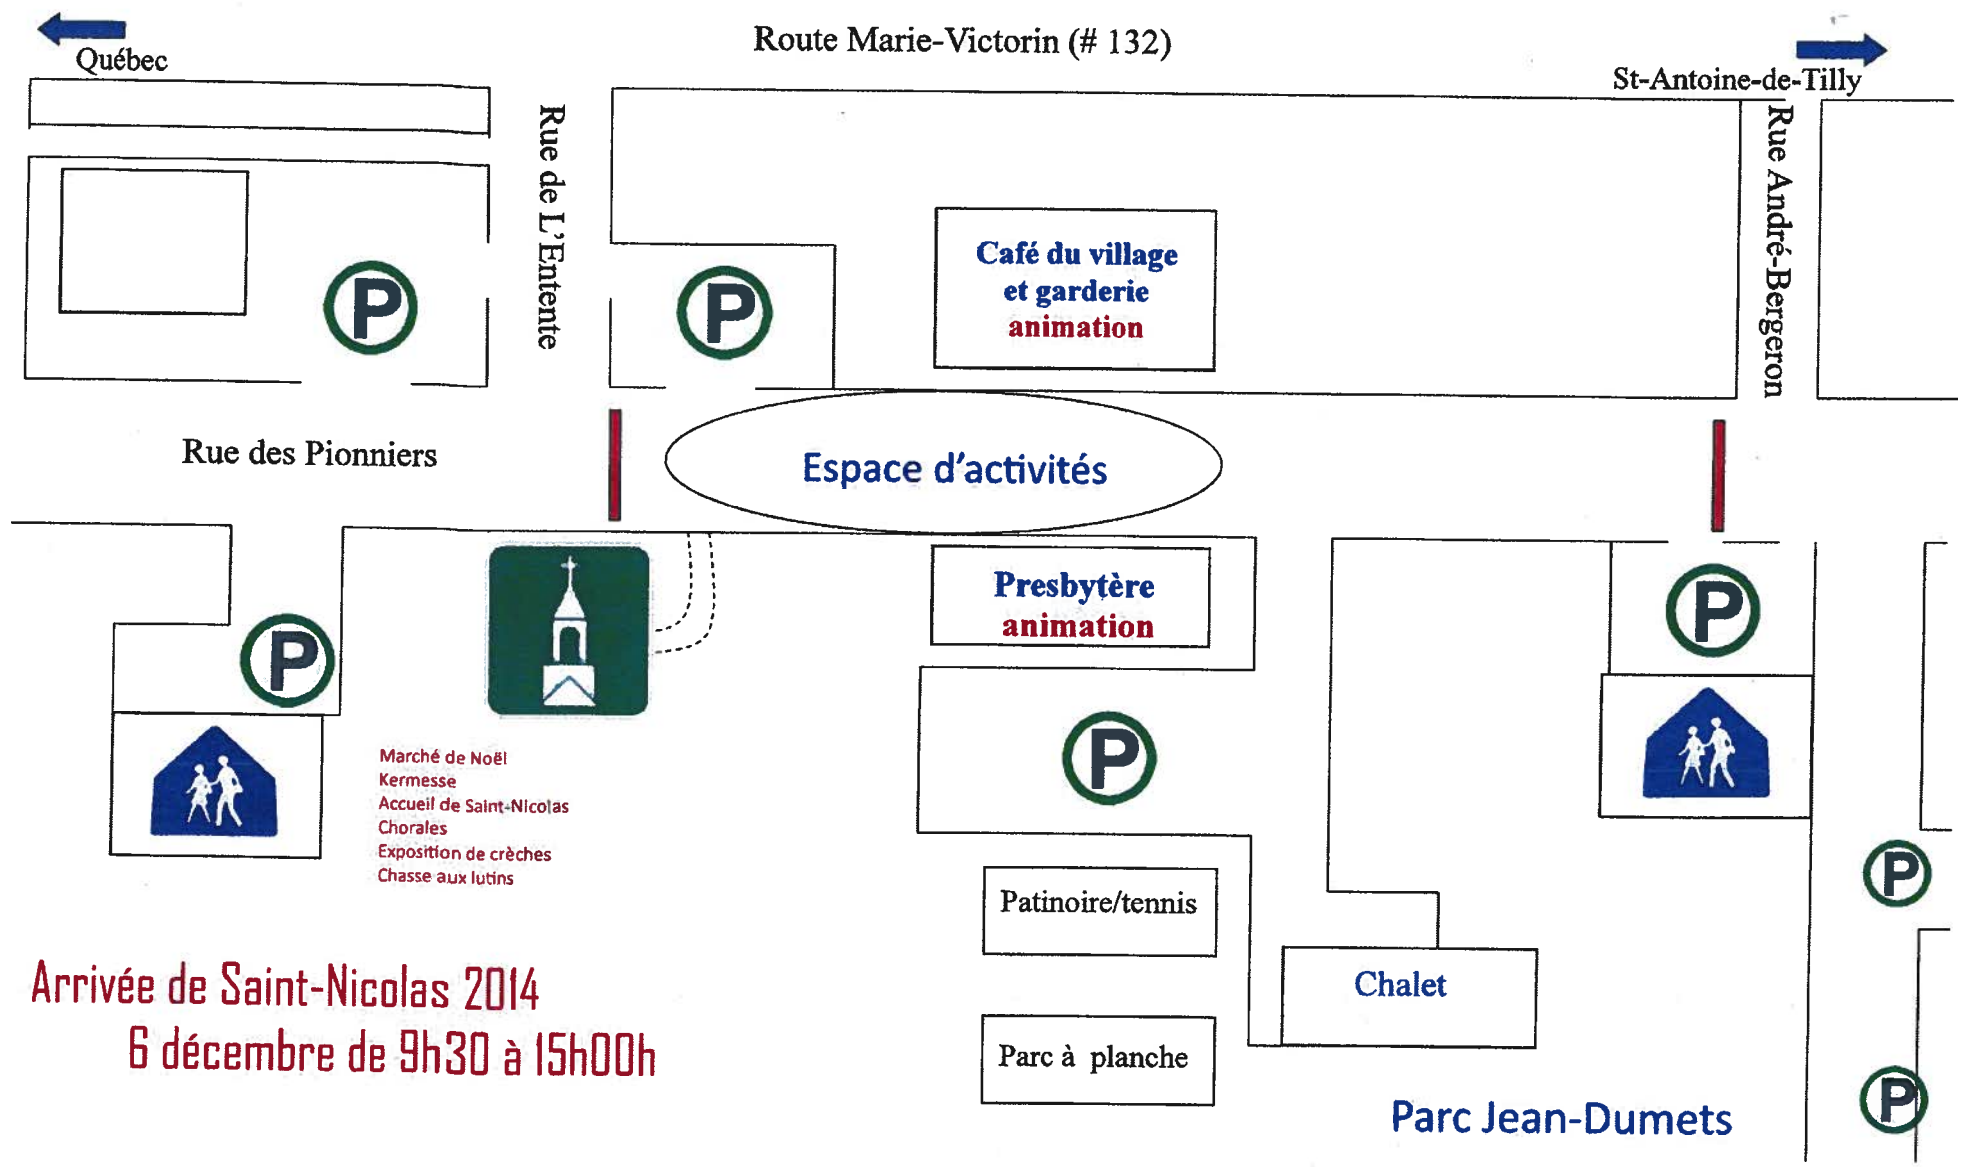 Québec
Route Marie-Victorin (# 132)
St-Antoine-de-Tilly
Rue de L'Entente
Rue André-Bergeron
P
P
Café du village
et garderie
animation
Rue des Pionniers
Espace d'activités
Presbytère
animation
P
P
P
Marché de Noël
Kermesse
Accueil de Saint-Nicolas
Chorales
Exposition de crèches
Chasse aux lutins
P
Patinoire/tennis
Chalet
Arrivée de Saint-Nicolas 2014
6 décembre de 9h30 à 15h00h
Parc à planche
P
Parc Jean-Dumets